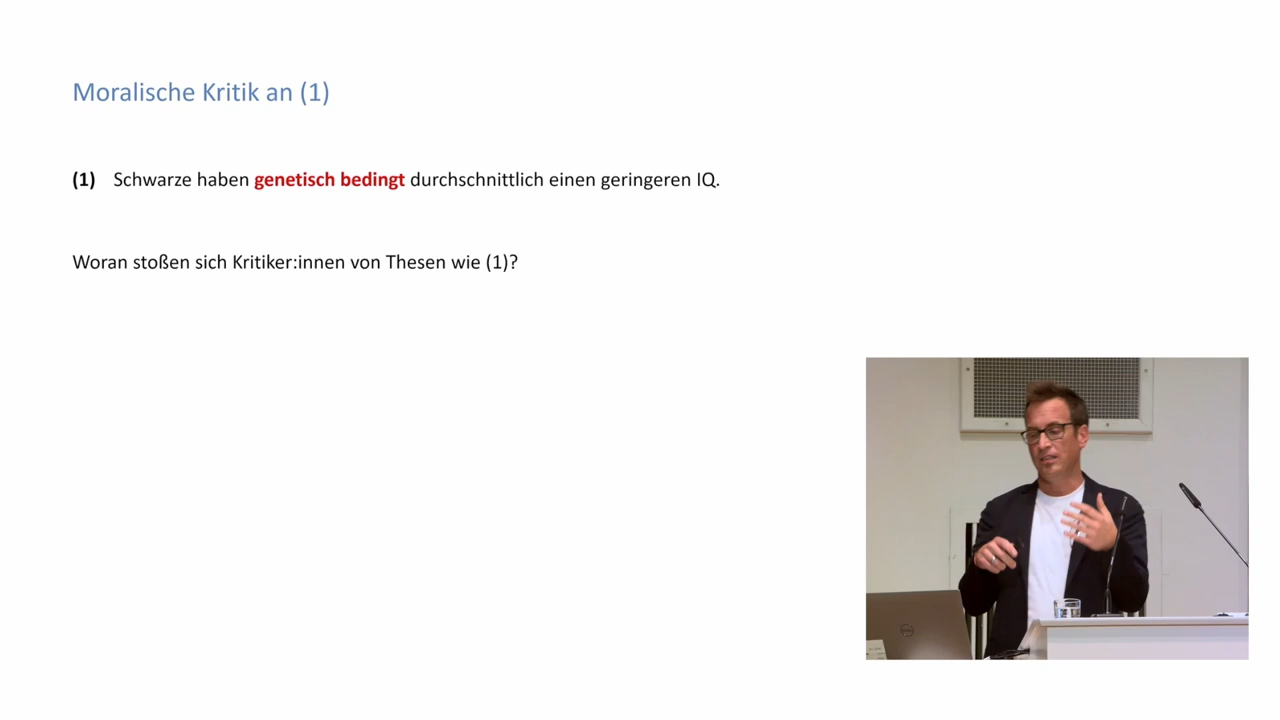 Moralische Kritik an (1)
(1) Schwarze haben genetisch bedingt durchschnittlich einen geringeren IQ.
Woran stoßen sich Kritiker:innen von Thesen wie (1)?